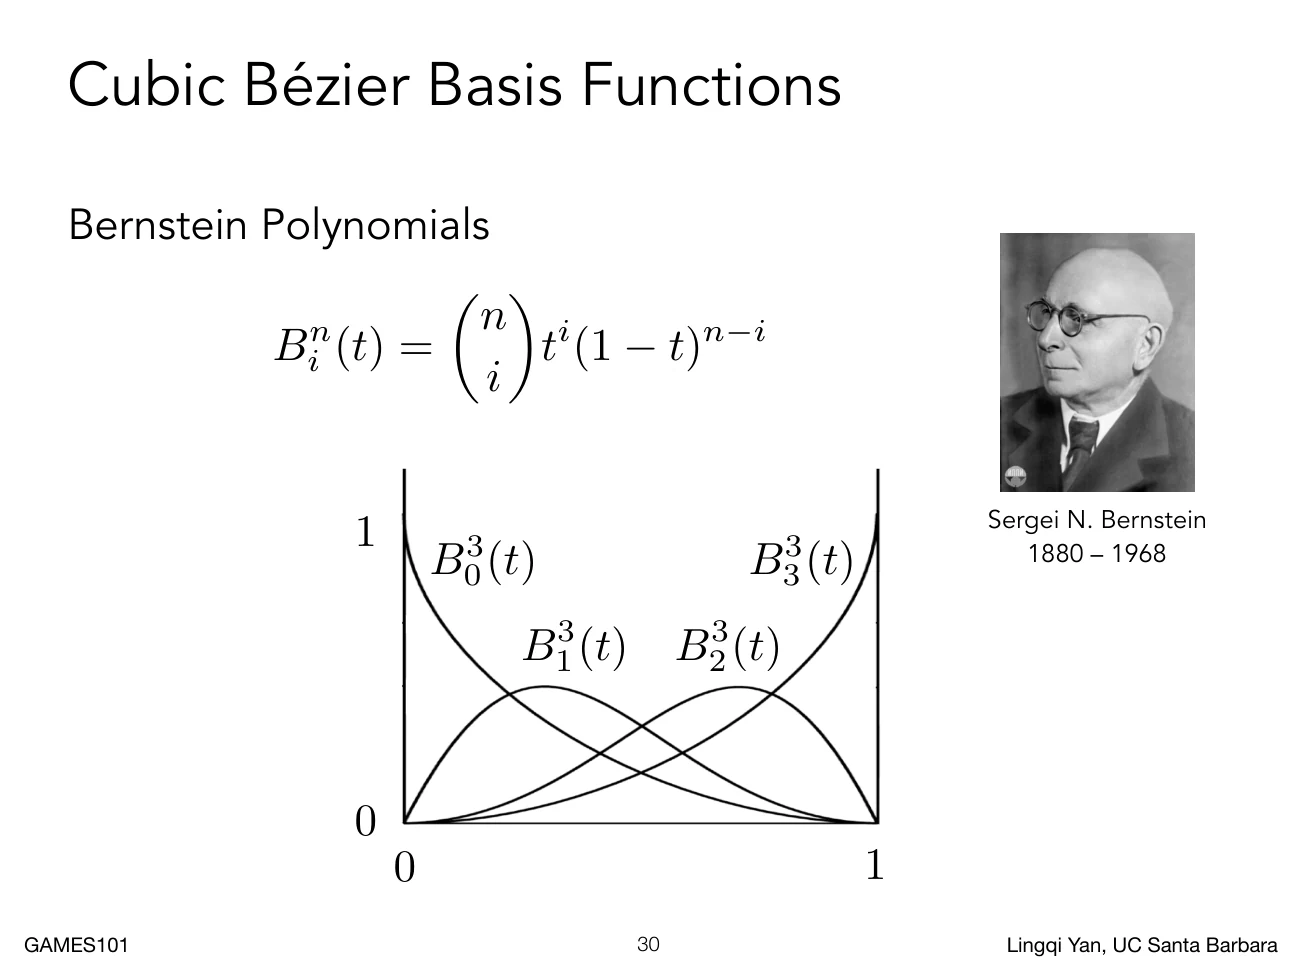 Cubic Bézier Basis Functions
Bernstein Polynomials
$B_i^n(t) = \binom{n}{i} t^i (1 - t)^{n-i}$
Sergei N. Bernstein
1880 – 1968
1
$B_0^3(t)$
$B_3^3(t)$
$B_1^3(t)$
$B_2^3(t)$
0
0
1
GAMES101
30
Lingqi Yan, UC Santa Barbara